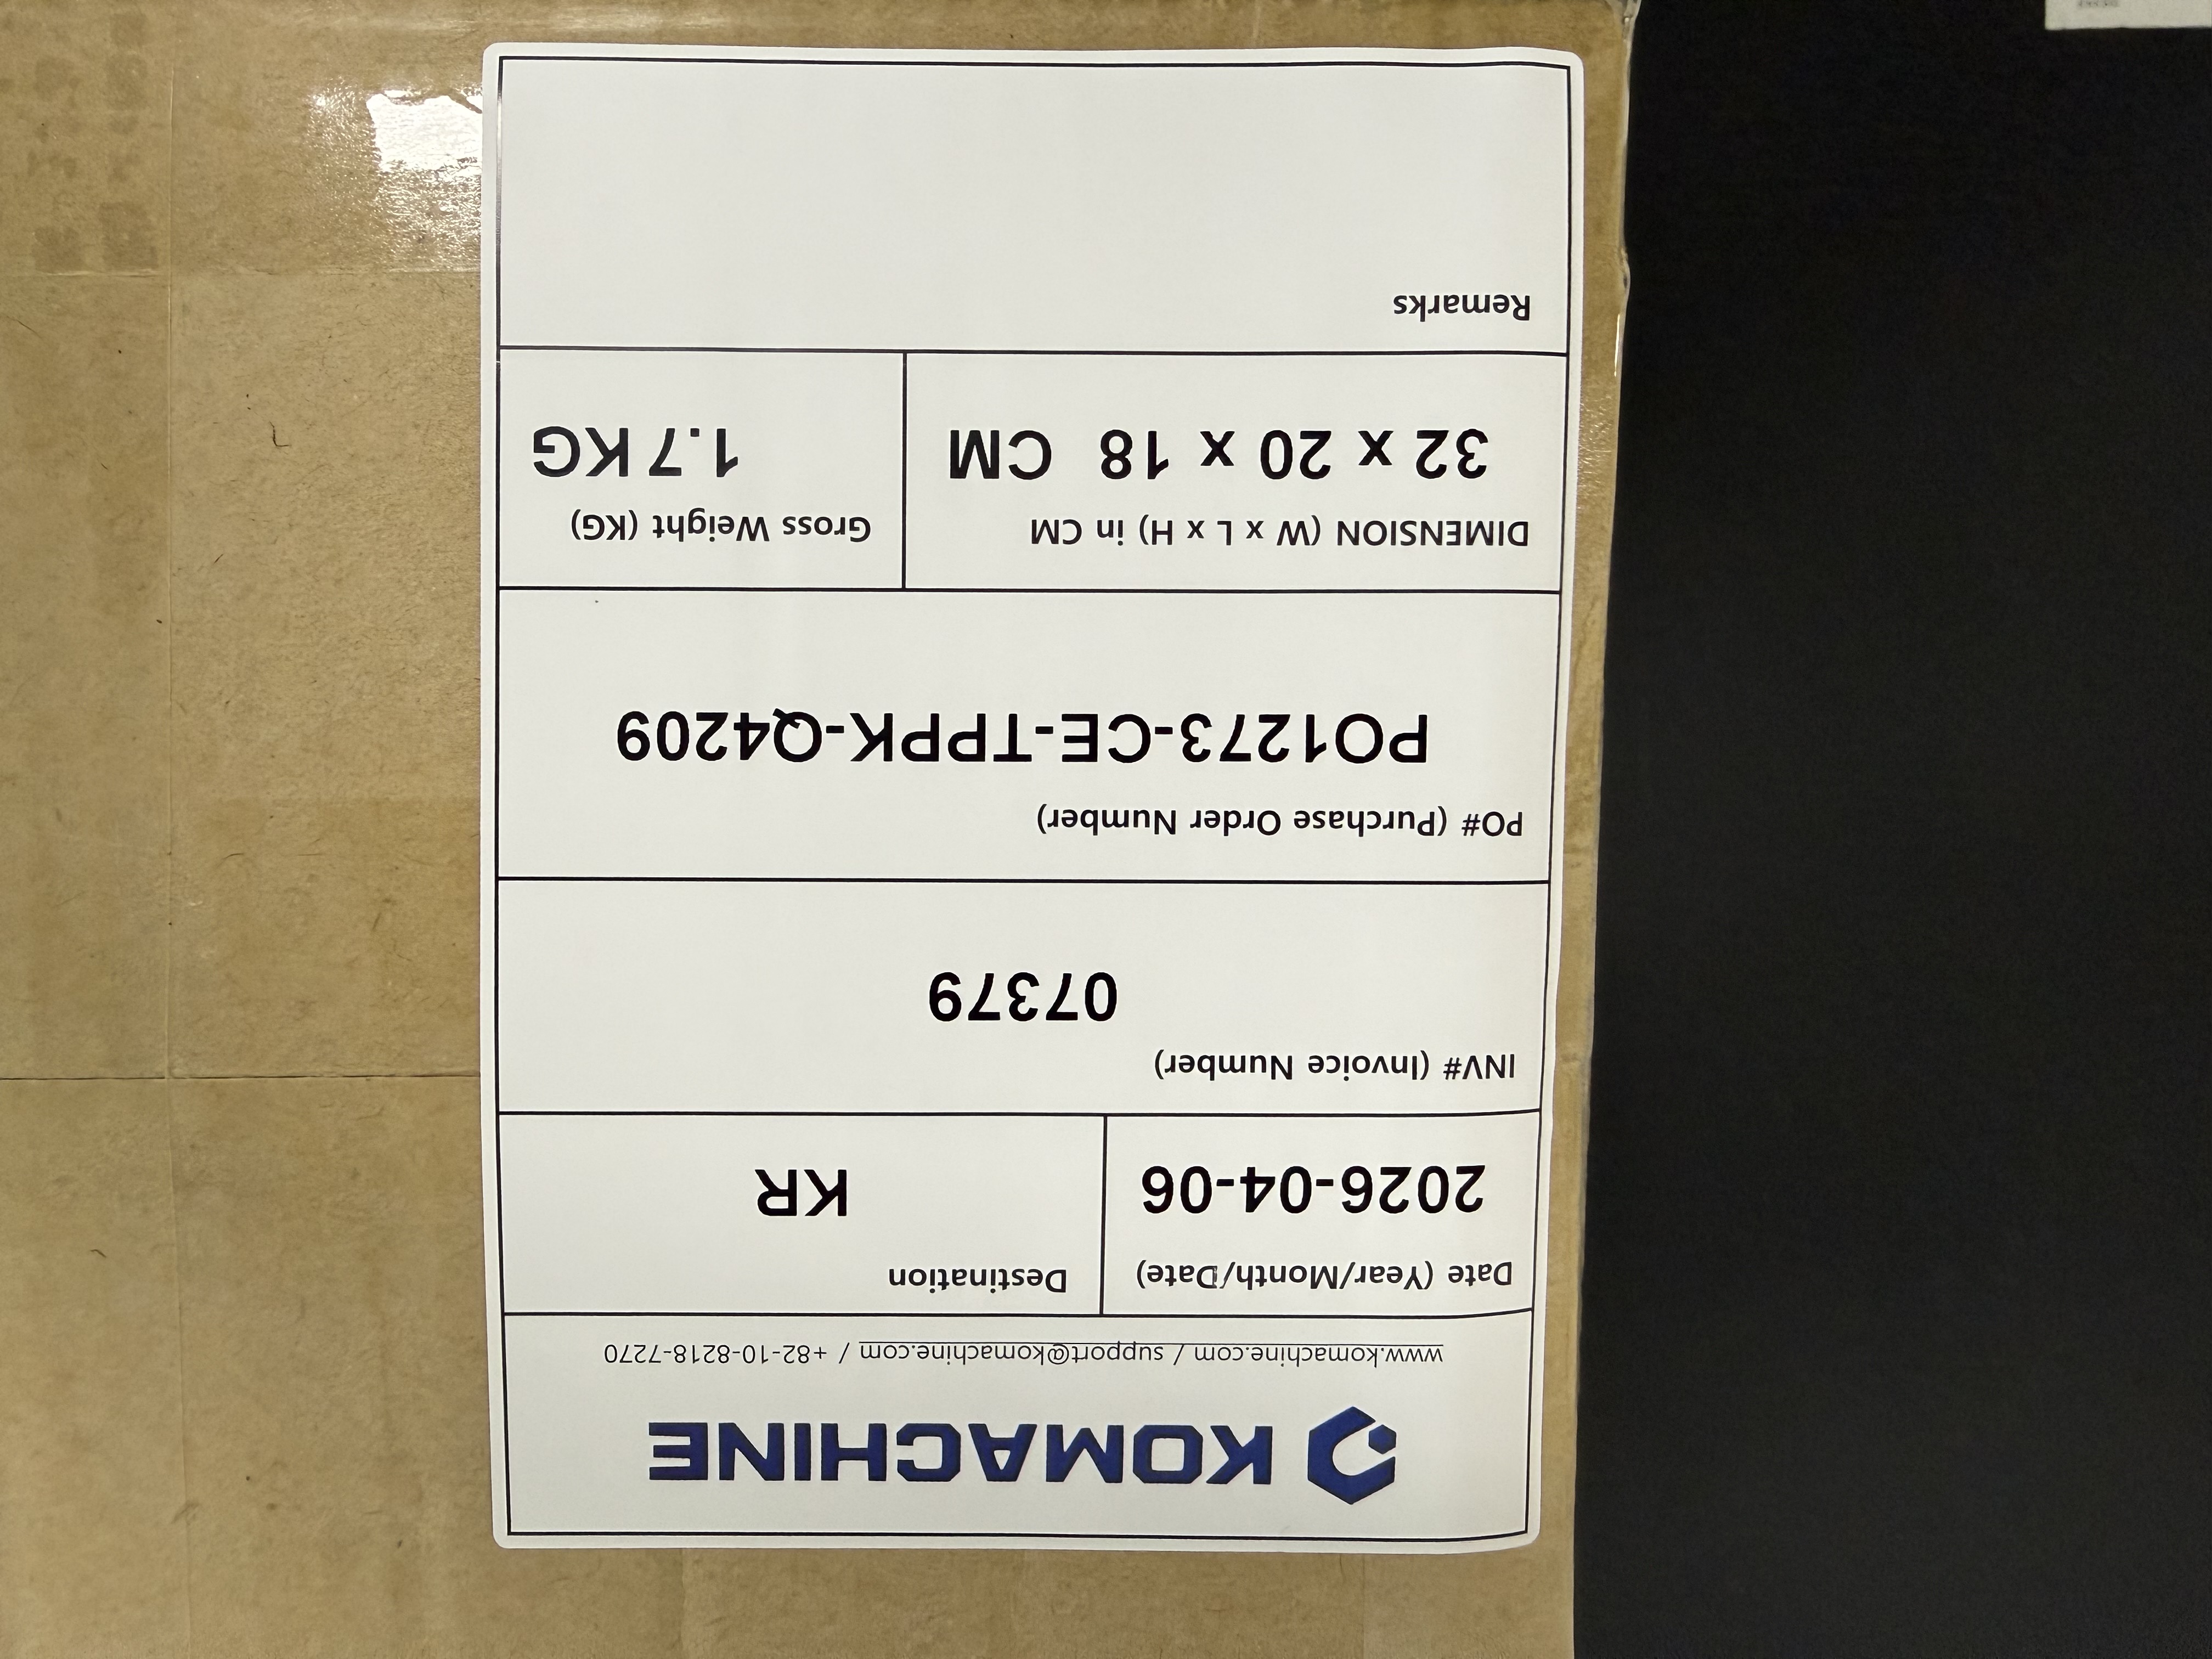 KOMACHINE
www.komachine.com / support@komachine.com / +82-10-8218-7270
Date (Year/Month/Date)
2026-04-06
Destination
KR
INV# (Invoice Number)
07379
PO# (Purchase Order Number)
PO1273-CE-TPPK-Q4209
DIMENSION (W x L x H) in CM
32 x 20 x 18 CM
Gross Weight (KG)
1.7 KG
Remarks